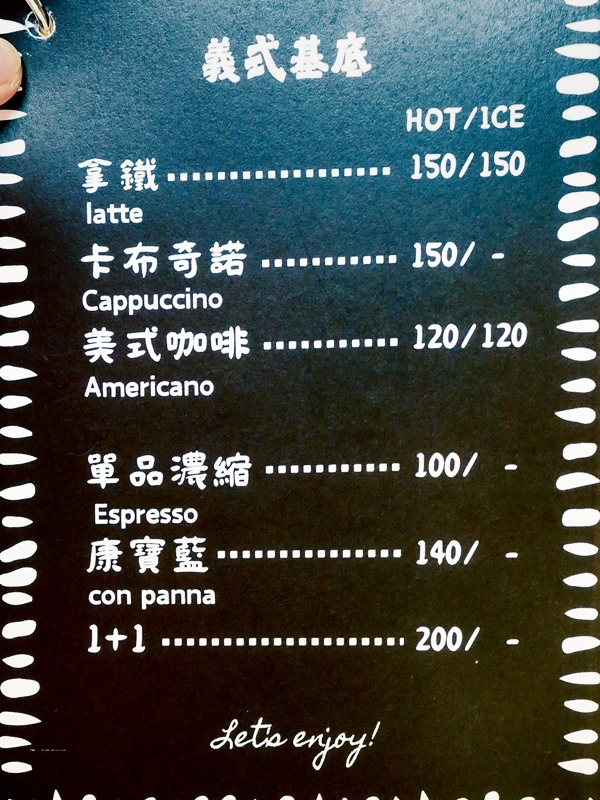 義式基底
HOT/ICE
拿鐵 150/150
latte
卡布奇諾 150/ -
Cappuccino
美式咖啡 120/120
Americano
單品濃縮 100/ -
Espresso
康寶藍 140/ -
con panna
1+1 200/ -
Let's enjoy!